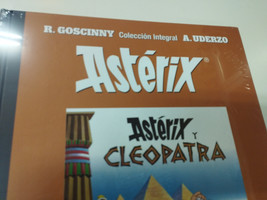 R. GOSCINNY Colección Integral A. UDERZO
Astérix®
Astérix
Y
CLEOPATRA